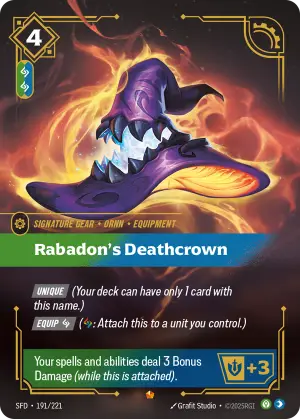 4
SIGNATURE GEAR • ORNN • EQUIPMENT
Rabadon's Deathcrown
UNIQUE (Your deck can have only 1 card with
this name.)
EQUIP (: Attach this to a unit you control.)
Your spells and abilities deal 3 Bonus
Damage (while this is attached).
+3
SFD • 191/221
Grafit Studio • ©2025RGI